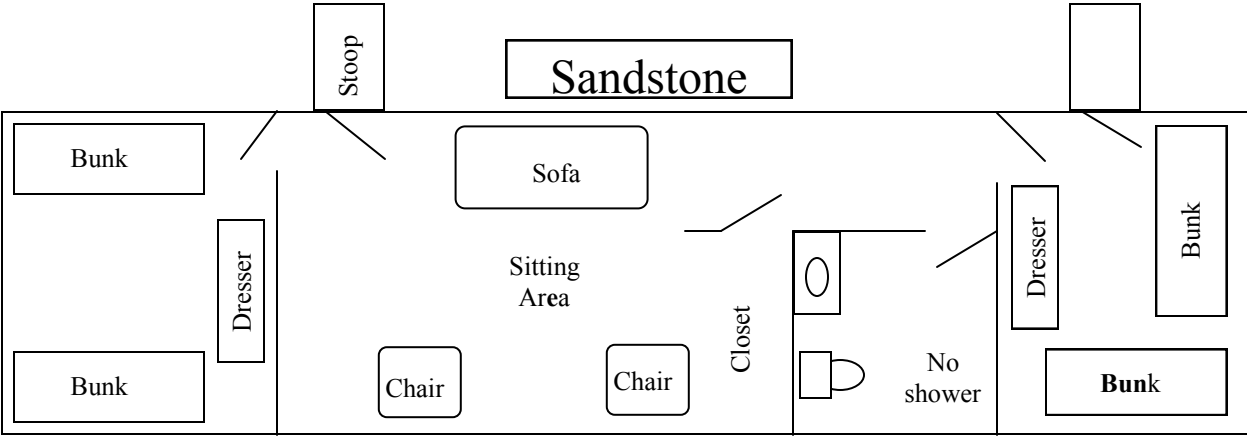 Stoop
Sandstone
Bunk
Sofa
Dresser
Sitting
Area
Closet
Dresser
Bunk
Bunk
Chair
Chair
No
shower
Bunk